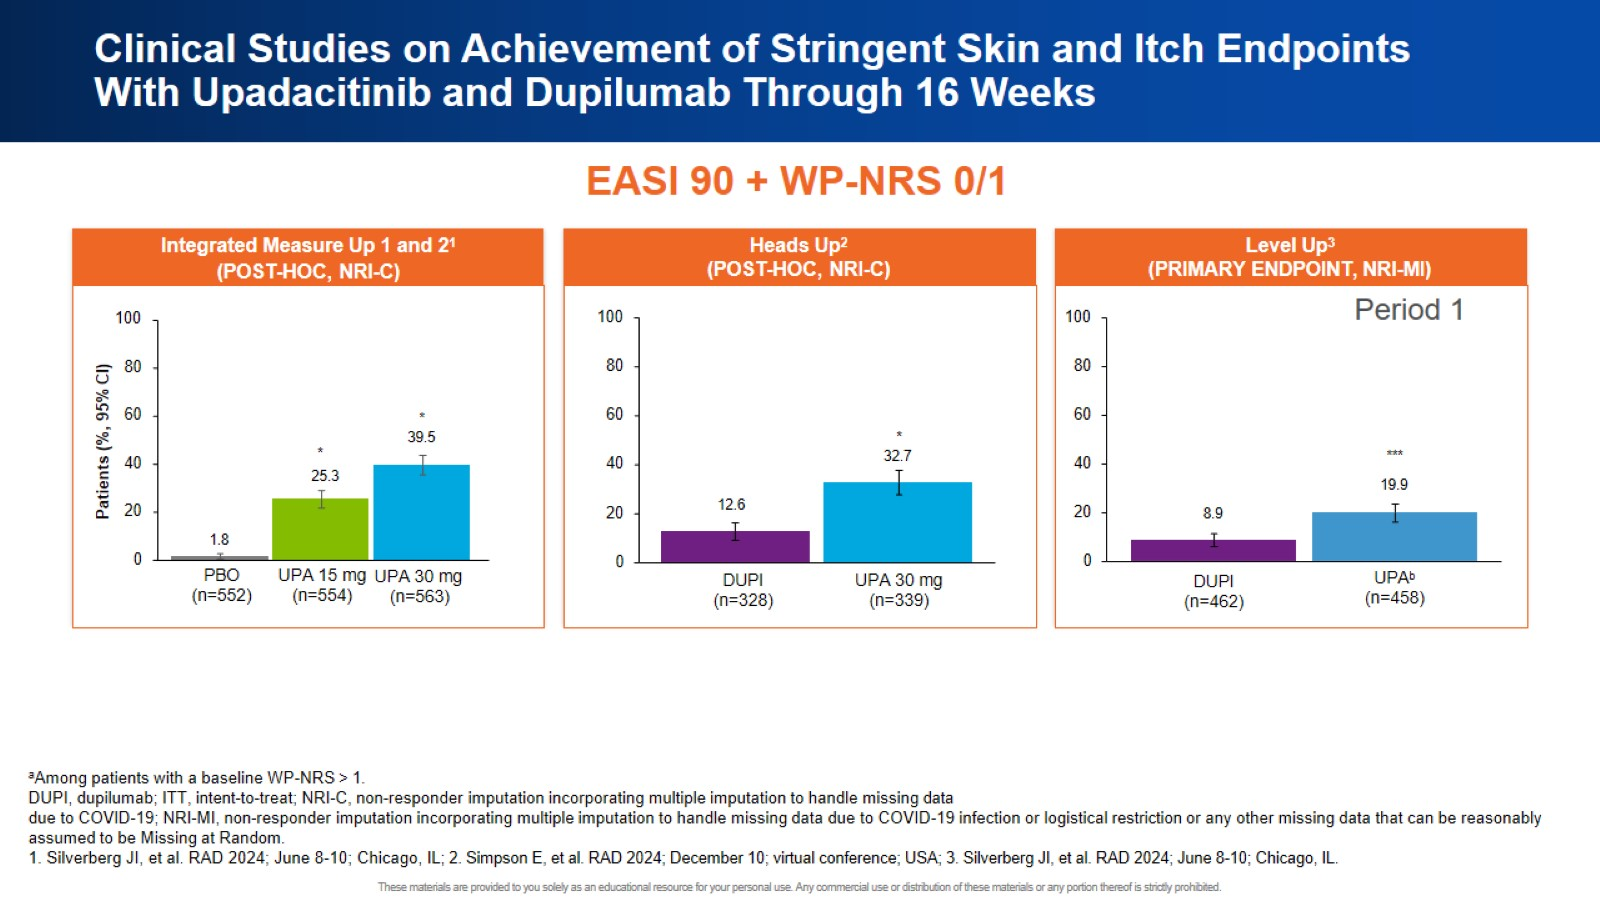 Clinical Studies on Achievement of Stringent Skin and Itch Endpoints
With Upadacitinib and Dupilumab Through 16 Weeks
EASI 90 + WP-NRS 0/1
Integrated Measure Up 1 and 2¹
(POST-HOC, NRI-C)
Patients (%, 95% CI)
100
80
60
40
20
0
1.8
*
25.3
*
39.5
PBO
(n=552)
UPA 15 mg
(n=554)
UPA 30 mg
(n=563)
Heads Up²
(POST-HOC, NRI-C)
100
80
60
40
20
0
12.6
*
32.7
DUPI
(n=328)
UPA 30 mg
(n=339)
Level Up³
(PRIMARY ENDPOINT, NRI-MI)
Period 1
100
80
60
40
20
0
8.9
***
19.9
DUPI
(n=462)
UPAᵇ
(n=458)
ᵃAmong patients with a baseline WP-NRS > 1.
DUPI, dupilumab; ITT, intent-to-treat; NRI-C, non-responder imputation incorporating multiple imputation to handle missing data
due to COVID-19; NRI-MI, non-responder imputation incorporating multiple imputation to handle missing data due to COVID-19 infection or logistical restriction or any other missing data that can be reasonably
assumed to be Missing at Random.
1. Silverberg JI, et al. RAD 2024; June 8-10; Chicago, IL; 2. Simpson E, et al. RAD 2024; December 10; virtual conference; USA; 3. Silverberg JI, et al. RAD 2024; June 8-10; Chicago, IL.
These materials are provided to you solely as an educational resource for your personal use. Any commercial use or distribution of these materials or any portion thereof is strictly prohibited.